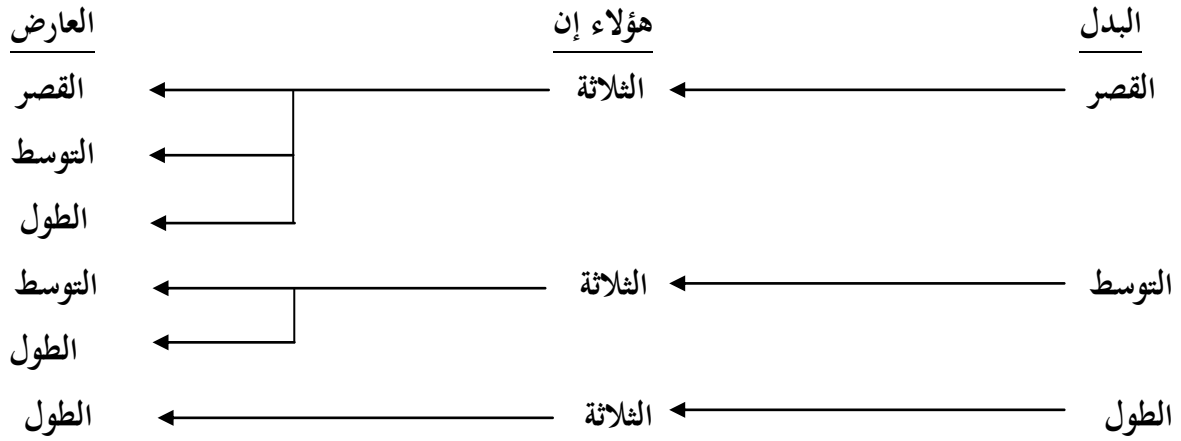 البدل هؤلاء إن العارض
القصر الثلاثة القصر
التوسط
الطول
التوسط الثلاثة التوسط
الطول
الطول الثلاثة الطول